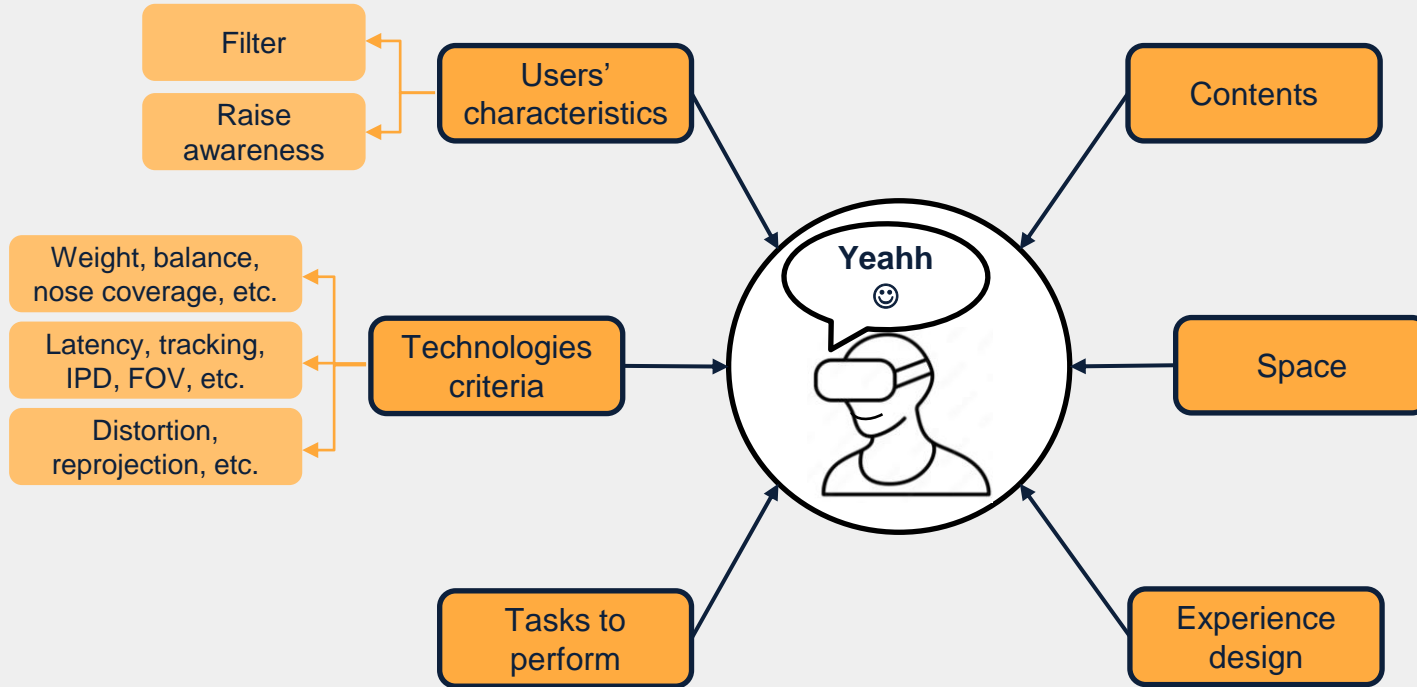 Filter
Raise
awareness
Users’
characteristics
Contents
Weight, balance,
nose coverage, etc.
Latency, tracking,
IPD, FOV, etc.
Distortion,
reprojection, etc.
Technologies
criteria
Yeahh
☺
Space
Tasks to
perform
Experience
design